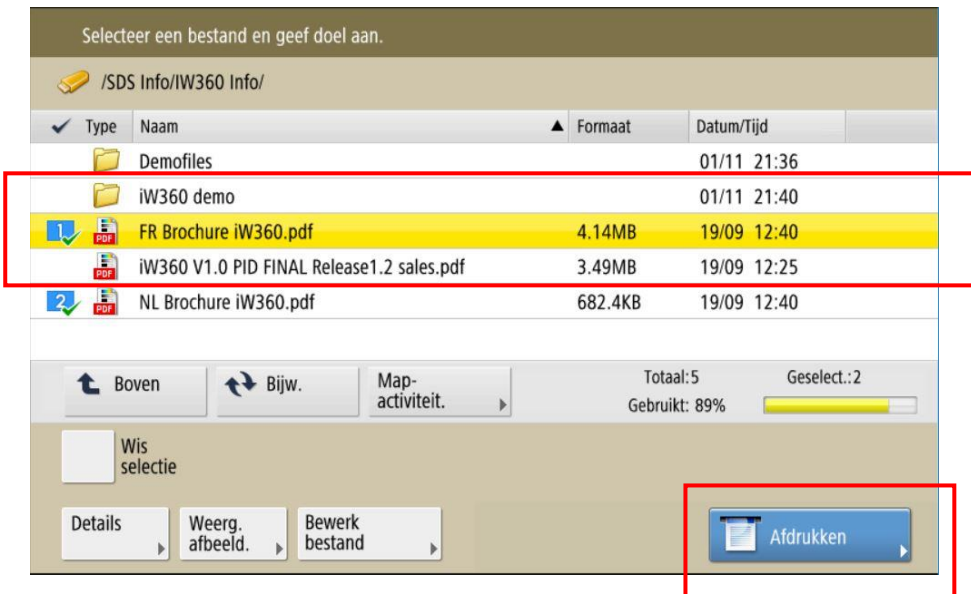 Selecteer een bestand en geef doel aan.
/SDS Info/IW360 Info/
Type Naam Formaat Datum/Tijd
Demofiles 01/11 21:36
iW360 demo 01/11 21:40
1 PDF FR Brochure iW360.pdf 4.14MB 19/09 12:40
PDF iW360 V1.0 PID FINAL Release1.2 sales.pdf 3.49MB 19/09 12:25
2 PDF NL Brochure iW360.pdf 682.4KB 19/09 12:40
Boven Bijw. Map-
activiteit.
Totaal:5 Geselect.:2
Gebruikt: 89%
Wis
selectie
Details
Weerg.
afbeeld.
Bewerk
bestand
Afdrukken